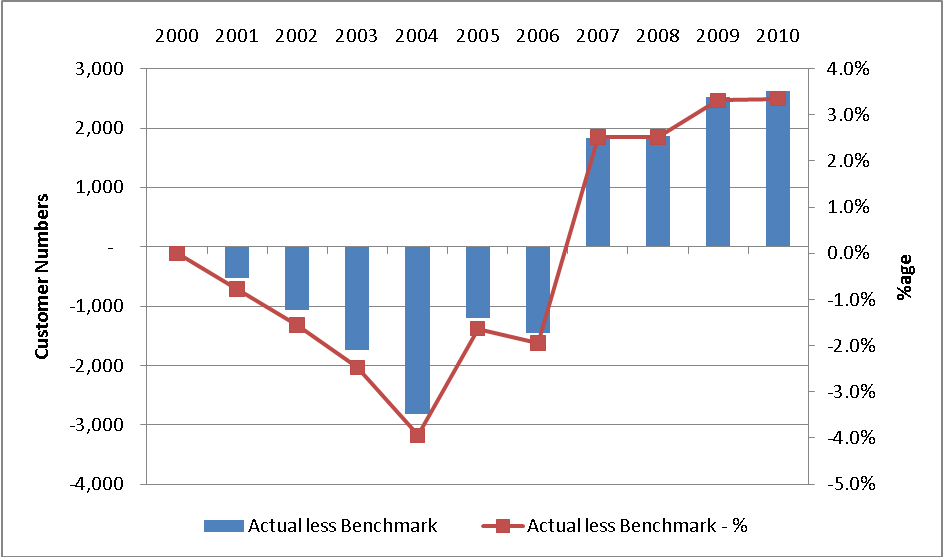 2000 2001 2002 2003 2004 2005 2006 2007 2008 2009 2010
3,000 4.0%
2,000 3.0%
1,000 2.0%
- 1.0%
-1,000 0.0%
-2,000 -1.0%
-3,000 -2.0%
-4,000 -3.0%
-4.0%
-5.0%
Customer Numbers
%age
Actual less Benchmark Actual less Benchmark - %